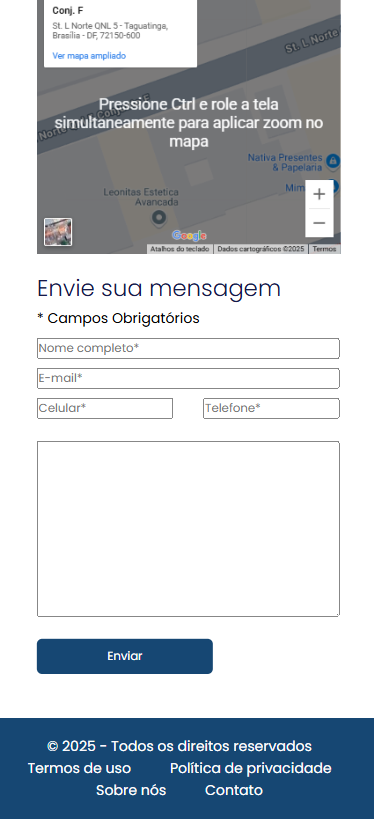 Conj. F
St. L Norte QNL 5 - Taguatinga,
Brasília - DF, 72150-600
Ver mapa ampliado
St. L Norte
Pressione Ctrl e role a tela
simultaneamente para aplicar zoom no
mapa
Nativa Presentes
& Papelaria
Leonitas Estetica
Avançada
Mim
+
−
Google
Atalhos do teclado
Dados cartográficos ©2025
Termos
Envie sua mensagem
* Campos Obrigatórios
Nome completo*
E-mail*
Celular*
Telefone*
Enviar
© 2025 - Todos os direitos reservados
Termos de uso
Política de privacidade
Sobre nós
Contato